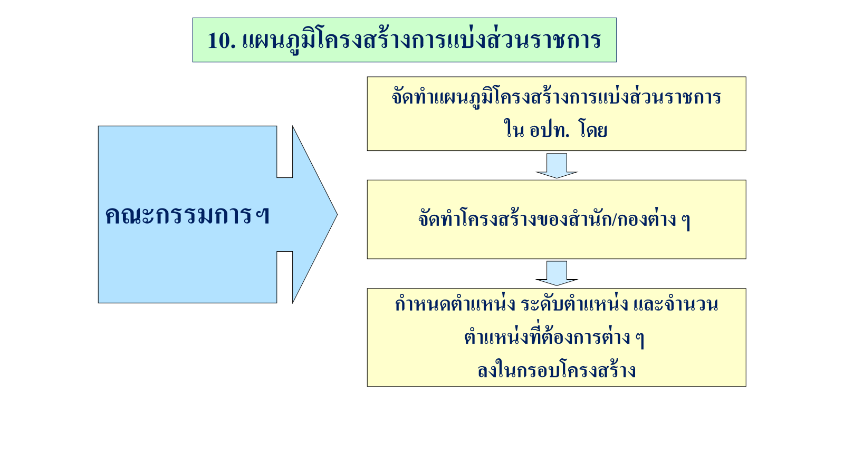 10. แผนภูมิโครงสร้างการแบ่งส่วนราชการ
จัดทำแผนภูมิโครงสร้างการแบ่งส่วนราชการ
ใน อปท. โดย
คณะกรรมการฯ
จัดทำโครงสร้างของสำนัก/กองต่าง ๆ
กำหนดตำแหน่ง ระดับตำแหน่ง และจำนวน
ตำแหน่งที่ต้องการต่าง ๆ
ลงในกรอบโครงสร้าง